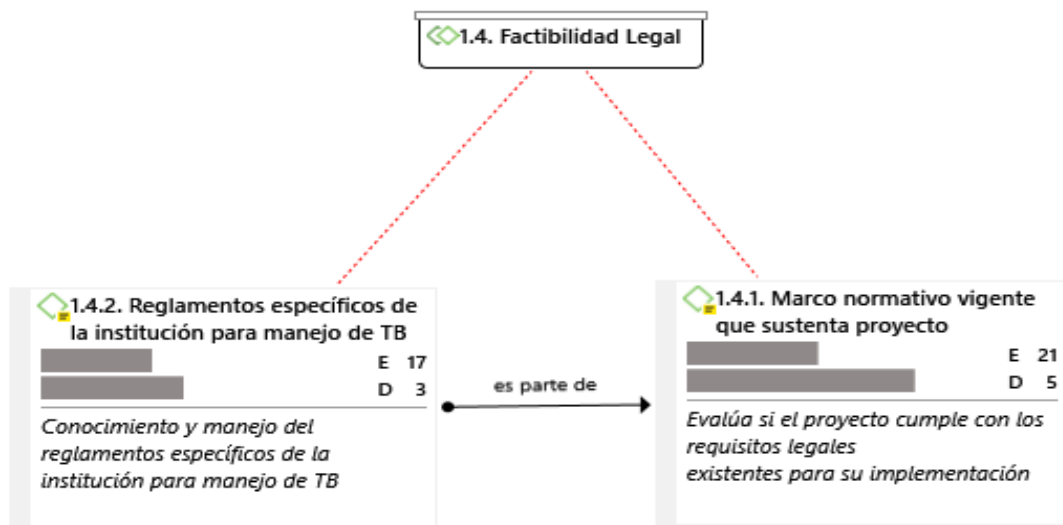 1.4. Factibilidad Legal
1.4.2. Reglamentos específicos de
la institución para manejo de TB
E 17
D 3
Conocimiento y manejo del
reglamentos específicos de la
institución para manejo de TB
es parte de
1.4.1. Marco normativo vigente
que sustenta proyecto
E 21
D 5
Evalúa si el proyecto cumple con los
requisitos legales
existentes para su implementación